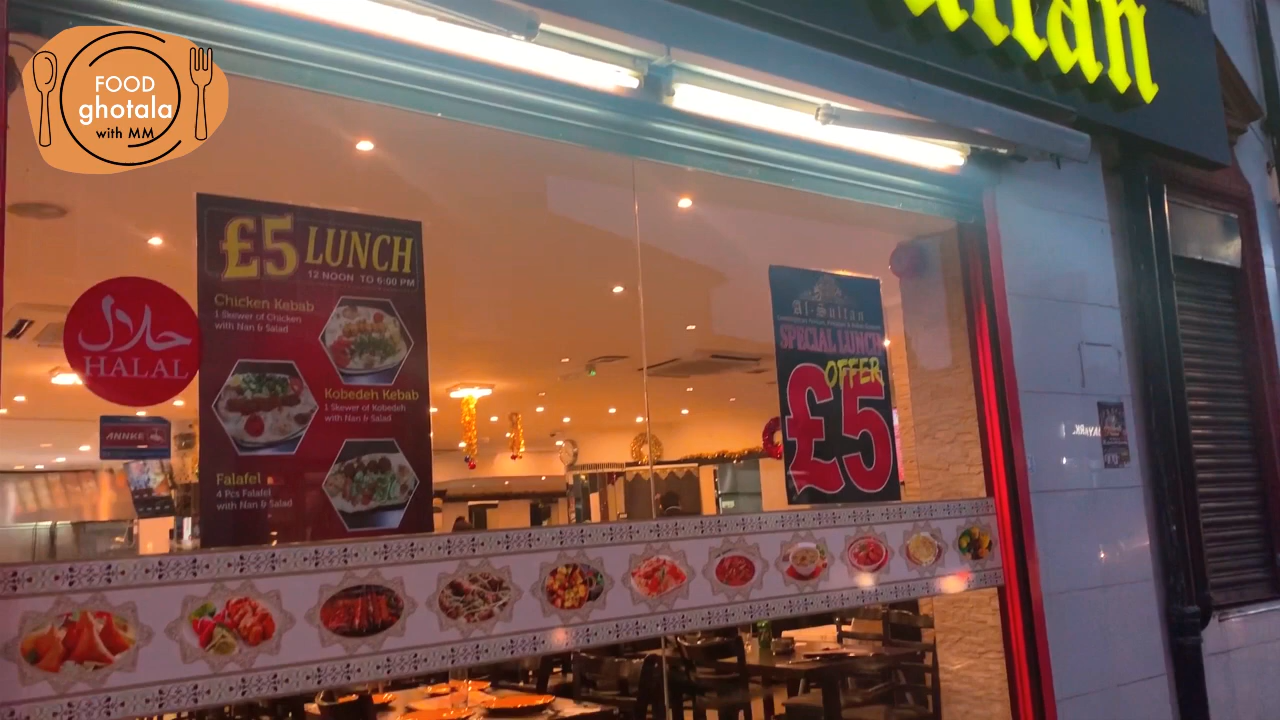 FOOD
ghotala
with MM
ultan
£5 LUNCH
12 NOON TO 6:00 PM
Chicken Kebab
1 Skewer of Chicken
with Nan & Salad
حلال
HALAL
Kobedeh Kebab
1 Skewer of Kobedeh
with Nan & Salad
ANNKE
Falafel
4 Pcs Falafel
with Nan & Salad
Al-Sultan
SPECIAL LUNCH
OFFER
£5